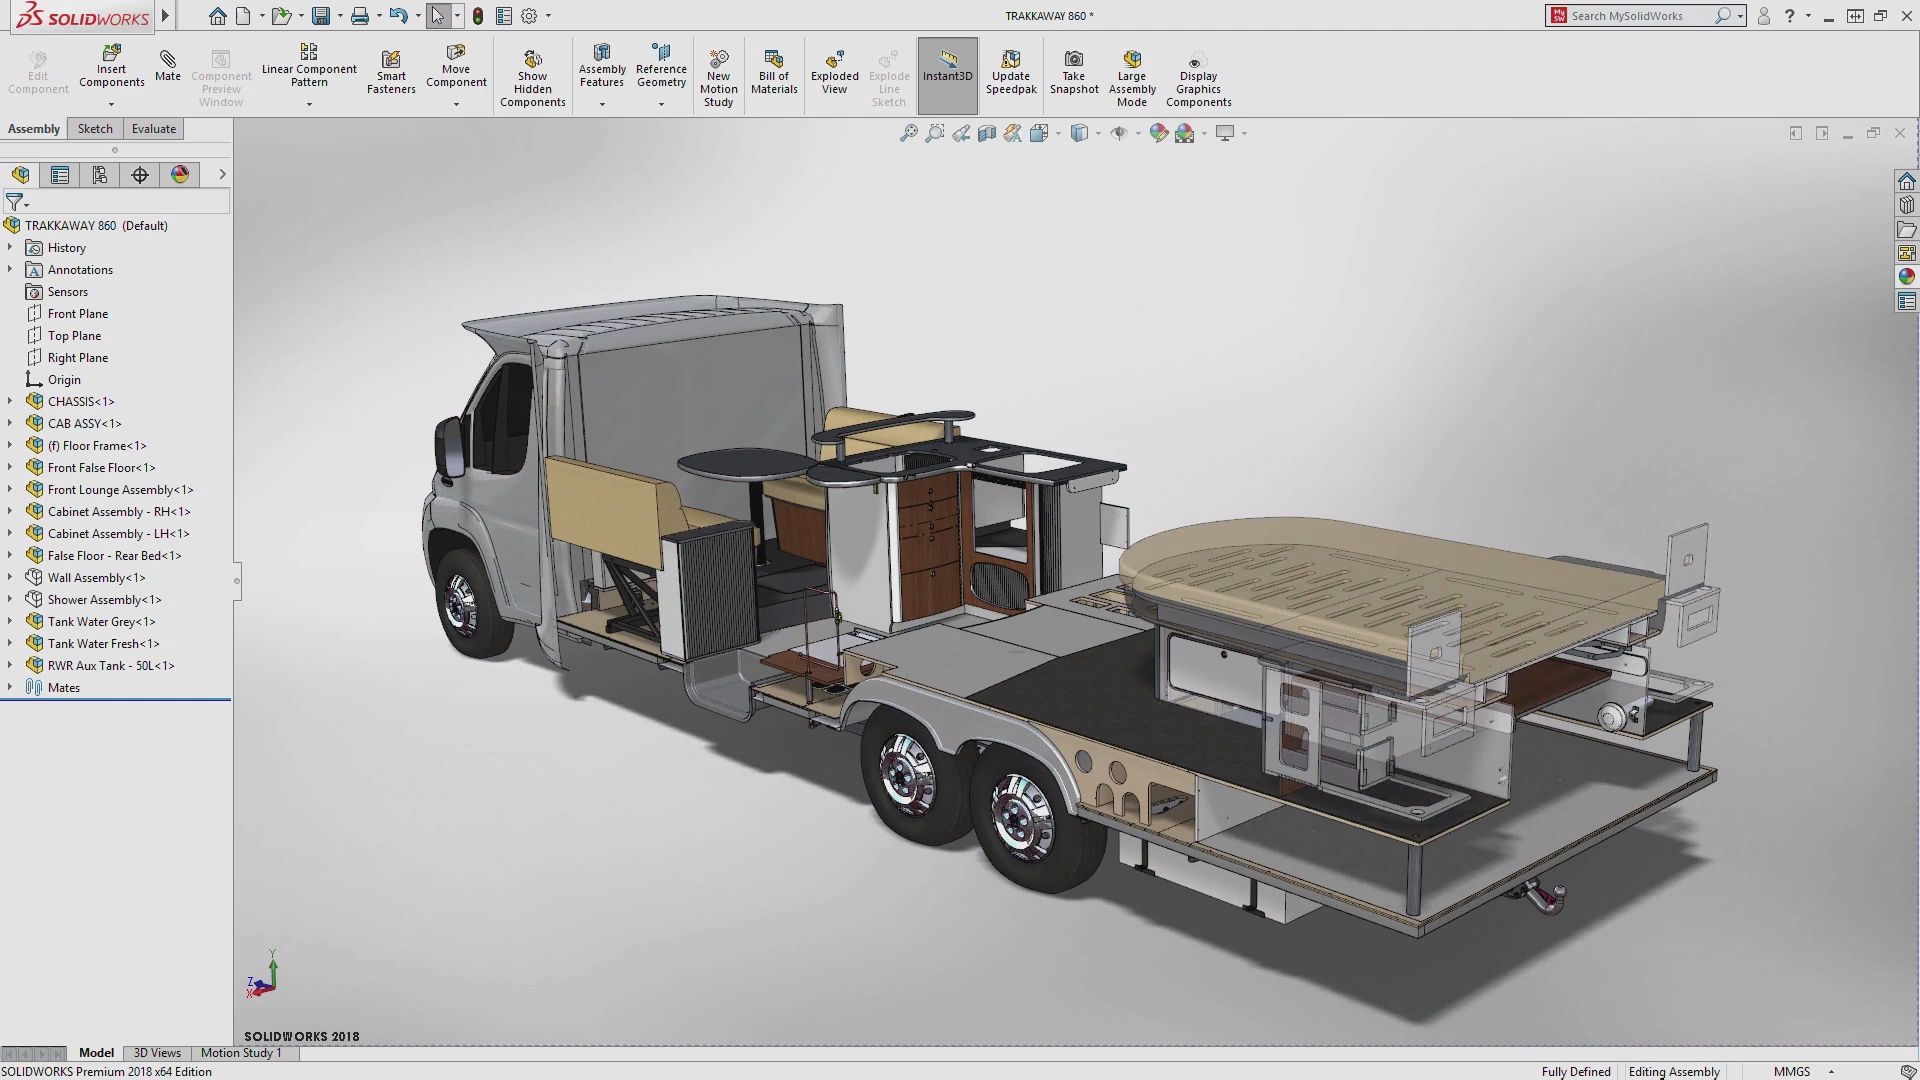 SOLIDWORKS
TRAKKAWAY 860 *
My
SW
Search MySolidWorks
?
Edit Component
Insert Components
Mate
Component Preview Window
Linear Component Pattern
Smart Fasteners
Move Component
Show Hidden Components
Assembly Features
Reference Geometry
New Motion Study
Bill of Materials
Exploded View
Explode Line Sketch
Instant3D
Update Speedpak
Take Snapshot
Large Assembly Mode
Display Graphics Components
Assembly
Sketch
Evaluate
TRAKKAWAY 860 (Default)
History
A
Annotations
Sensors
Front Plane
Top Plane
Right Plane
Origin
CHASSIS<1>
CAB ASSY<1>
(f) Floor Frame<1>
Front False Floor<1>
Front Lounge Assembly<1>
Cabinet Assembly - RH<1>
Cabinet Assembly - LH<1>
False Floor - Rear Bed<1>
Wall Assembly<1>
Shower Assembly<1>
Tank Water Grey<1>
Tank Water Fresh<1>
RWR Aux Tank - 50L<1>
Mates
Y
Z
X
SOLIDWORKS 2018
Model
3D Views
Motion Study 1
SOLIDWORKS Premium 2018 x64 Edition
Fully Defined
Editing Assembly
MMGS